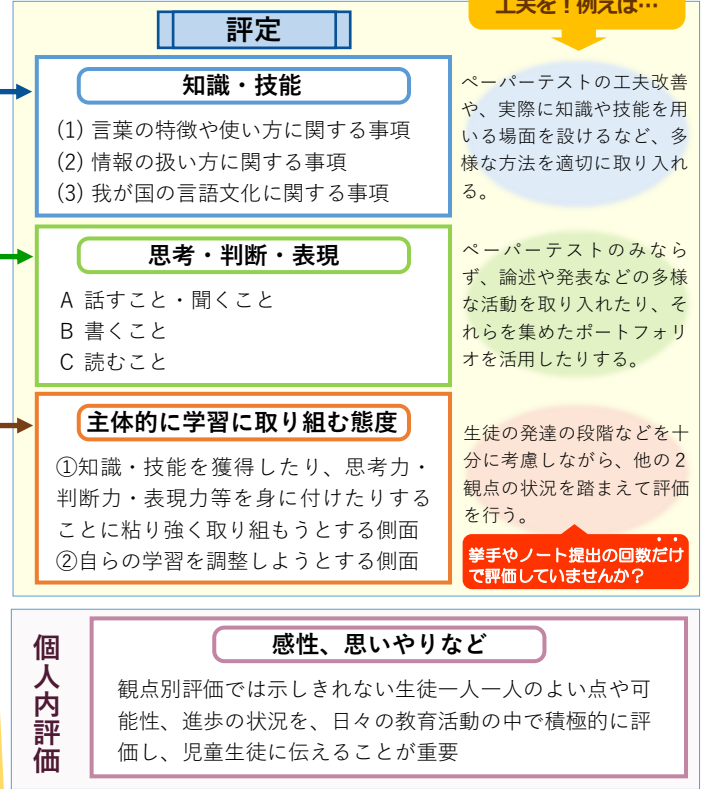 工夫を！例えば…
評定
知識・技能
(1) 言葉の特徴や使い方に関する事項
(2) 情報の扱い方に関する事項
(3) 我が国の言語文化に関する事項
ペーパーテストの工夫改善
や、実際に知識や技能を用
いる場面を設けるなど、多
様な方法を適切に取り入れ
る。
思考・判断・表現
A 話すこと・聞くこと
B 書くこと
C 読むこと
ペーパーテストのみなら
ず、論述や発表などの多様
な活動を取り入れたり、そ
れらを集めたポートフォリ
オを活用したりする。
主体的に学習に取り組む態度
①知識・技能を獲得したり、思考力・
判断力・表現力等を身に付けたりする
ことに粘り強く取り組もうとする側面
②自らの学習を調整しようとする側面
生徒の発達の段階などを十
分に考慮しながら、他の２
観点の状況を踏まえて評価
を行う。
挙手やノート提出の回数だけ
で評価していませんか？
個人内評価
感性、思いやりなど
観点別評価では示しきれない生徒一人一人のよい点や可
能性、進歩の状況を、日々の教育活動の中で積極的に評
価し、児童生徒に伝えることが重要